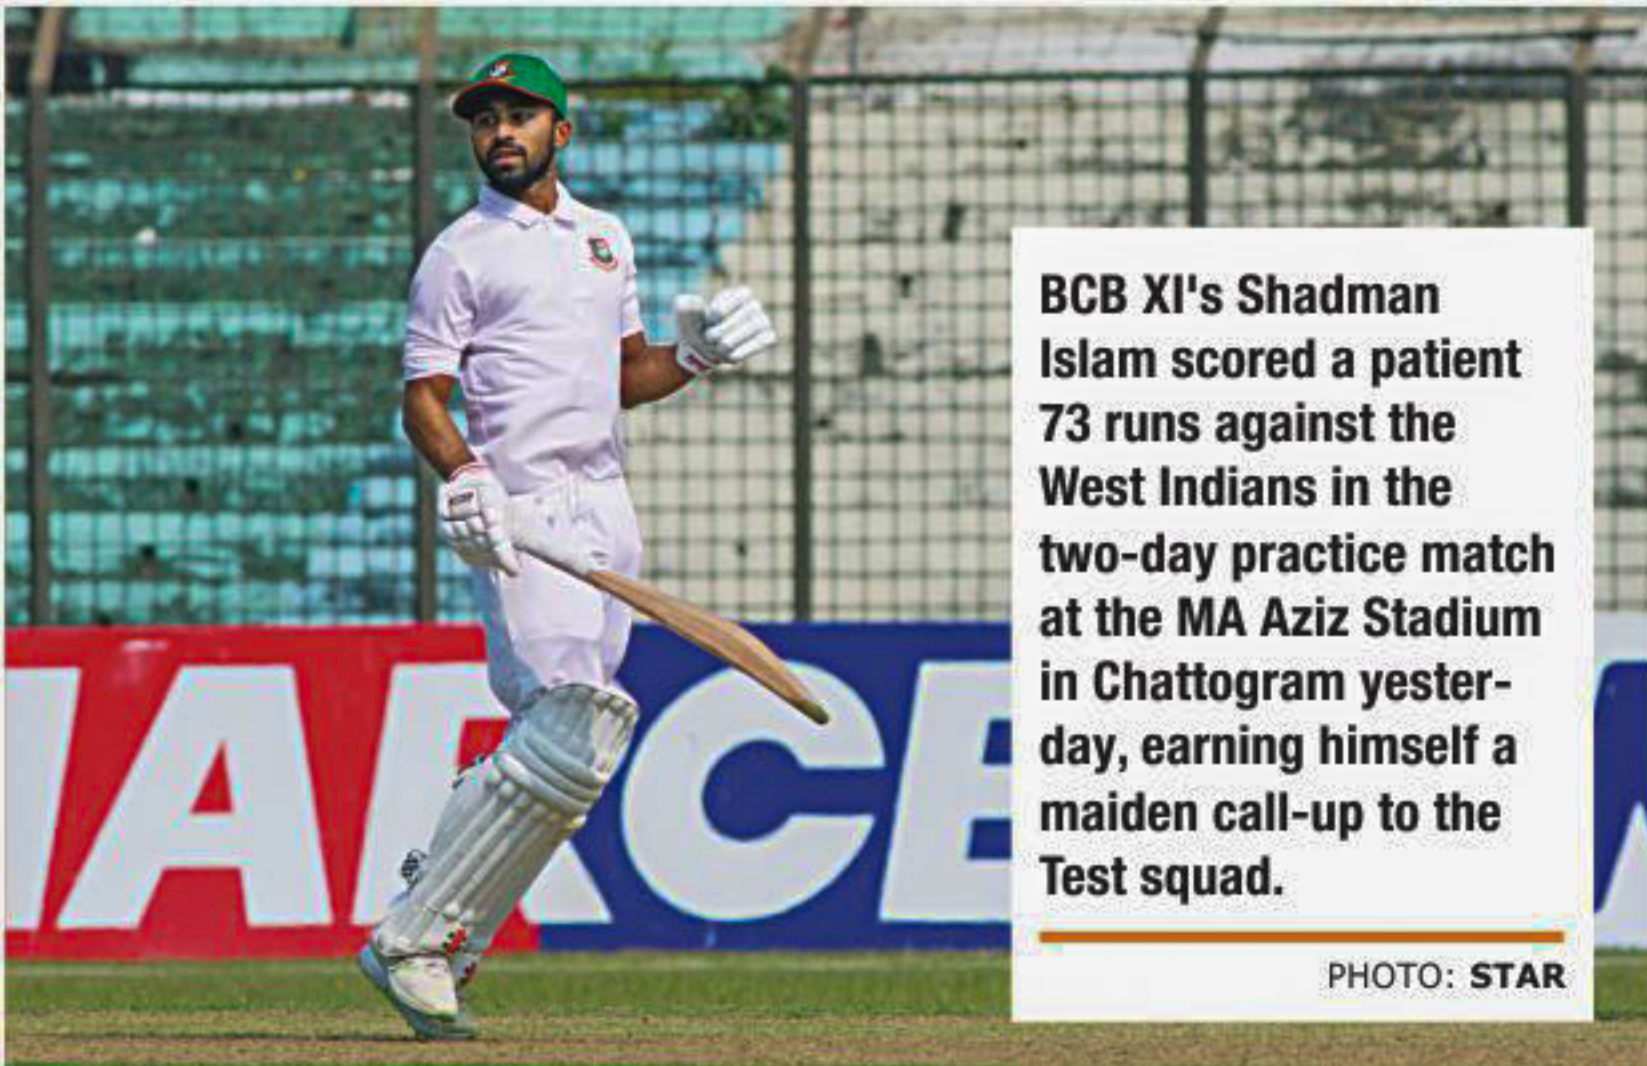 BCB XI's Shadman
Islam scored a patient
73 runs against the
West Indians in the
two-day practice match
at the MA Aziz Stadium
in Chattogram yester-
day, earning himself a
maiden call-up to the
Test squad.
PHOTO: STAR